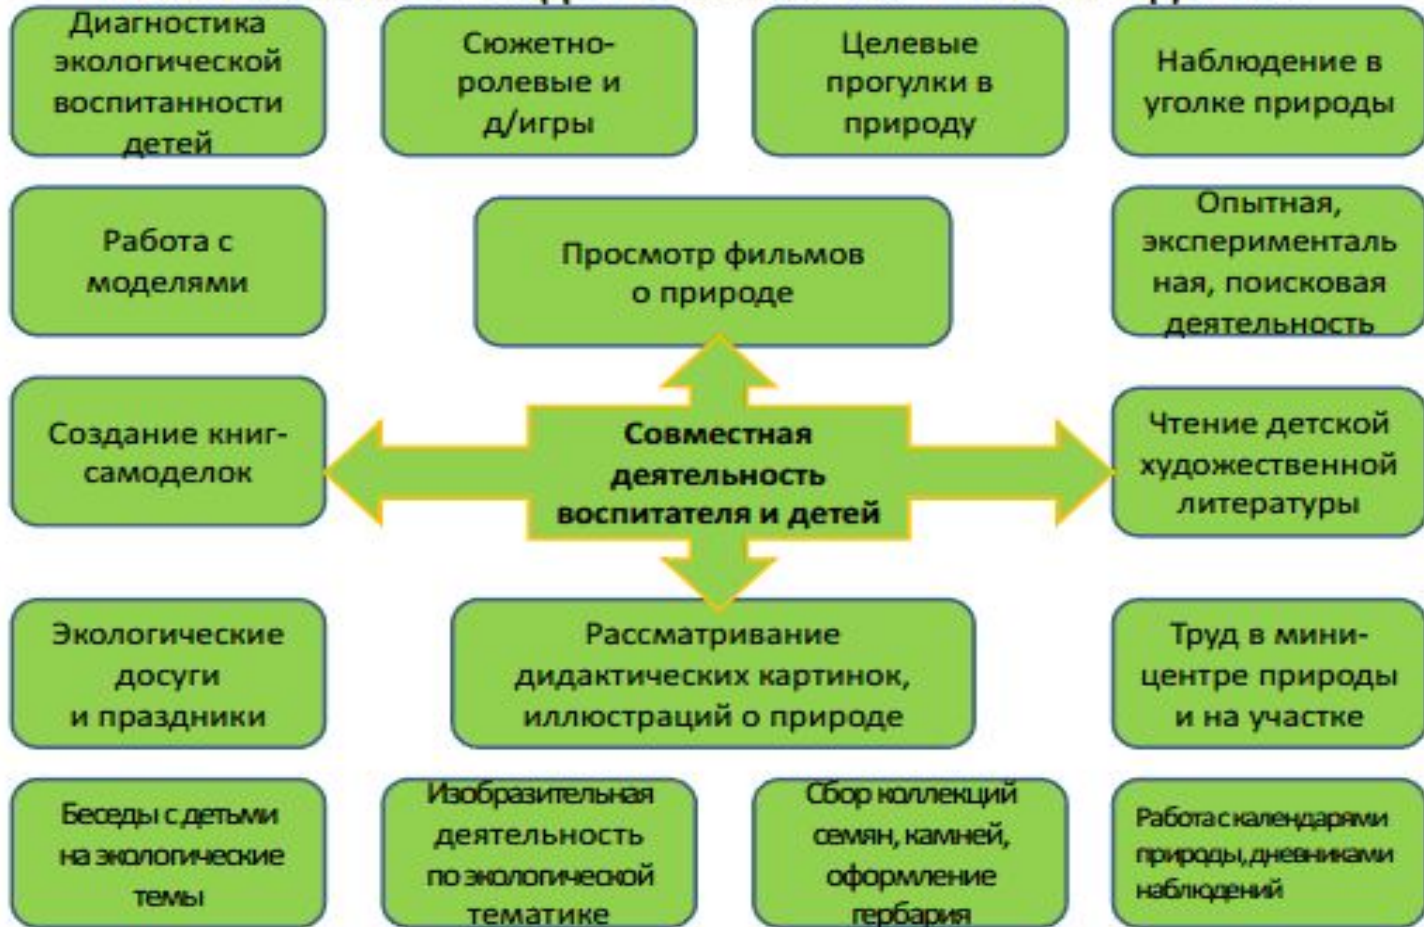 Диагностика
экологической
воспитанности
детей
Сюжетно-
ролевые и
д/игры
Целевые
прогулки в
природу
Наблюдение в
уголке природы
Работа с
моделями
Просмотр фильмов
о природе
Опытная,
эксперименталь
ная, поисковая
деятельность
Создание книг-
самоделок
Совместная
деятельность
воспитателя и детей
Чтение детской
художественной
литературы
Экологические
досуги
и праздники
Рассматривание
дидактических картинок,
иллюстраций о природе
Труд в мини-
центре природы
и на участке
Беседы с детьми
на экологические
темы
Изобразительная
деятельность
по экологической
тематике
Сбор коллекций
семян, камней,
оформление
гербария
Работа с календарями
природы, дневниками
наблюдений